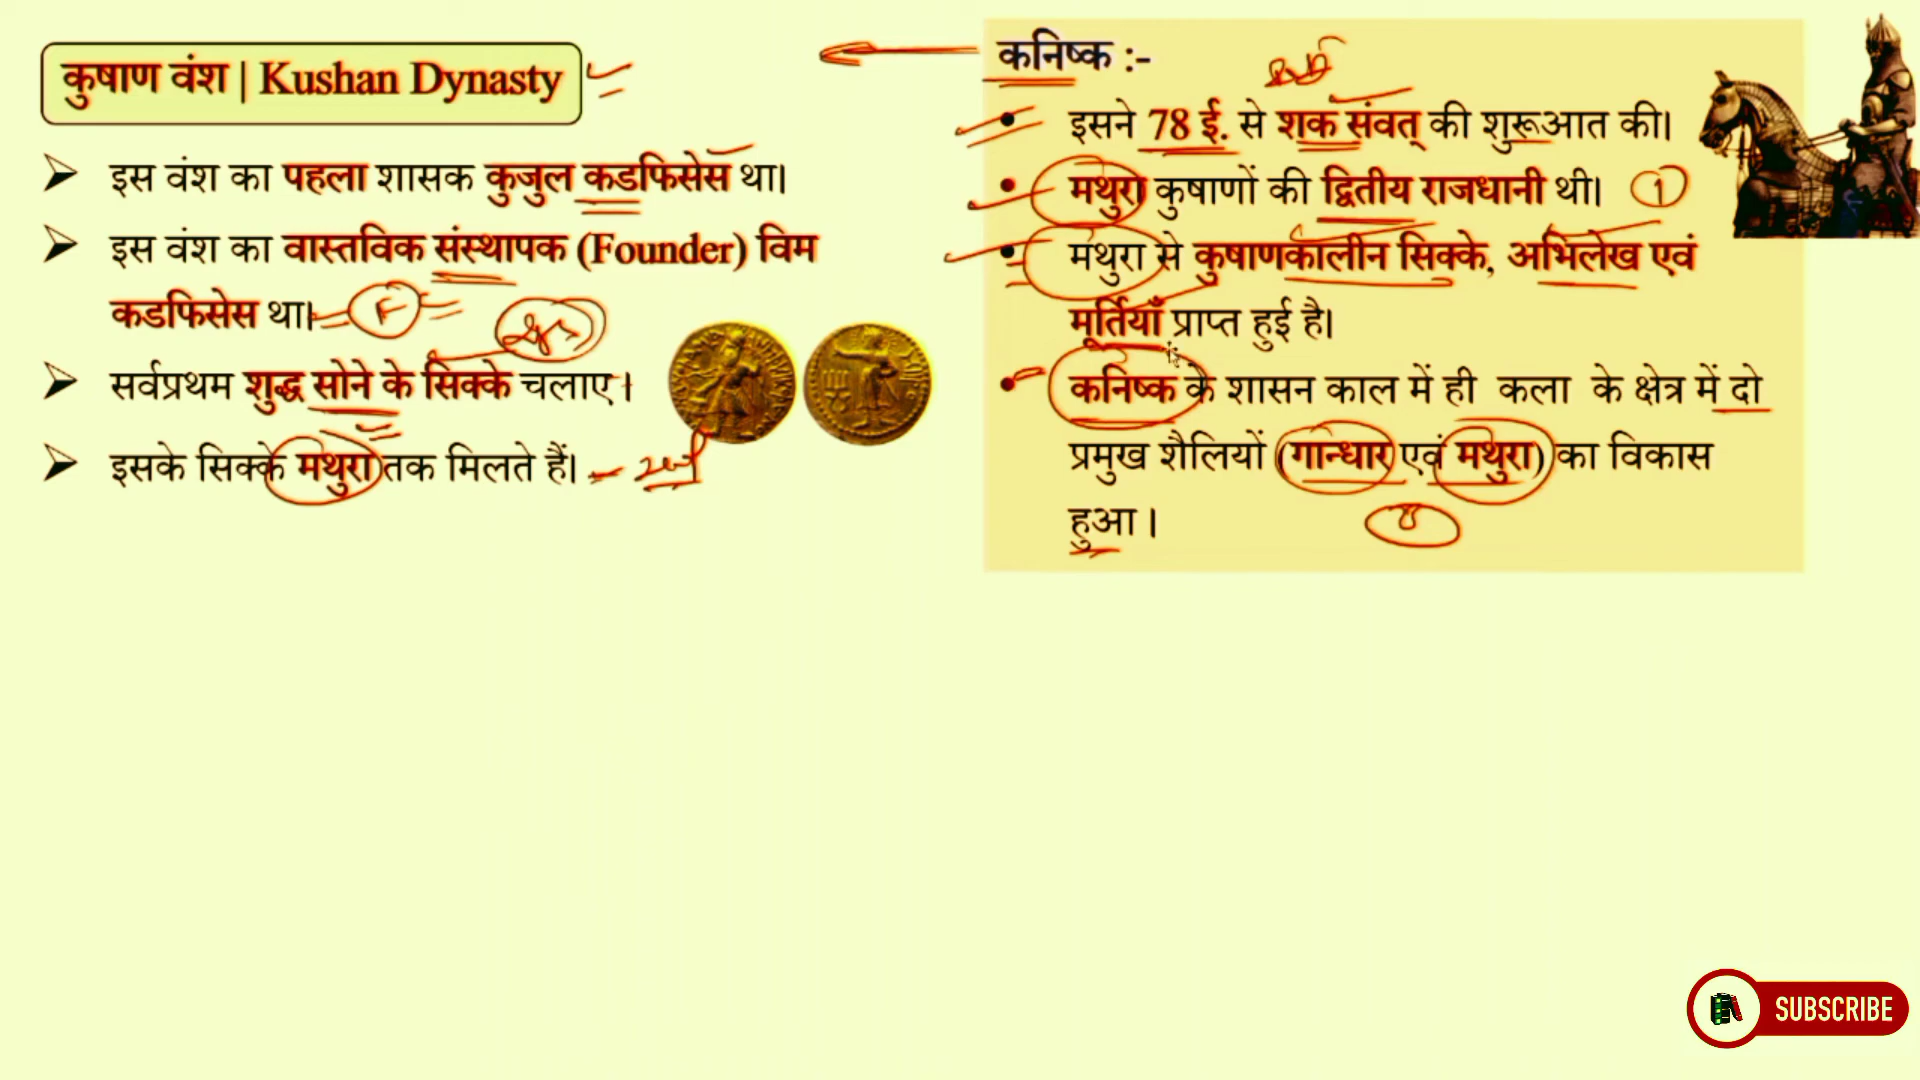 कुषाण वंश | Kushan Dynasty
इस वंश का पहला शासक कुजुल कडफिसेस था।
इस वंश का वास्तविक संस्थापक (Founder) विम
कडफिसेस था।
सर्वप्रथम शुद्ध सोने के सिक्के चलाए।
इसके सिक्के मथुरा तक मिलते हैं।
कनिष्क :-
इसने 78 ई. से शक संवत् की शुरूआत की।
मथुरा कुषाणों की द्वितीय राजधानी थी। 1
मथुरा से कुषाणकालीन सिक्के, अभिलेख एवं
मूर्तियाँ प्राप्त हुई है।
कनिष्क के शासन काल में ही कला के क्षेत्र में दो
प्रमुख शैलियों (गान्धार एवं मथुरा) का विकास
हुआ।
SUBSCRIBE